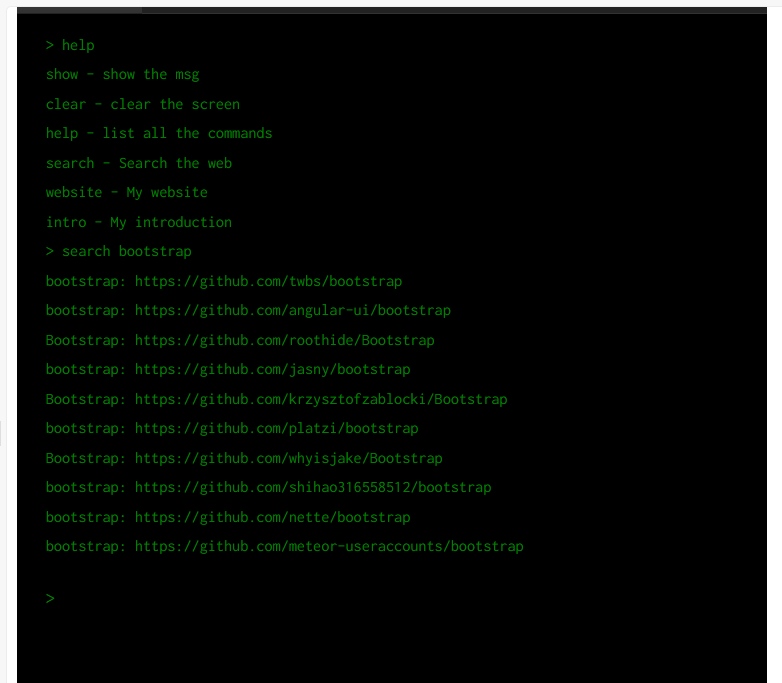 > help
show - show the msg
clear - clear the screen
help - list all the commands
search - Search the web
website - My website
intro - My introduction
> search bootstrap
bootstrap: https://github.com/twbs/bootstrap
bootstrap: https://github.com/angular-ui/bootstrap
Bootstrap: https://github.com/roothide/Bootstrap
bootstrap: https://github.com/jasny/bootstrap
Bootstrap: https://github.com/krzysztofzablocki/Bootstrap
bootstrap: https://github.com/platzi/bootstrap
Bootstrap: https://github.com/whyisjake/Bootstrap
bootstrap: https://github.com/shihao316558512/bootstrap
bootstrap: https://github.com/nette/bootstrap
bootstrap: https://github.com/meteor-useraccounts/bootstrap
>